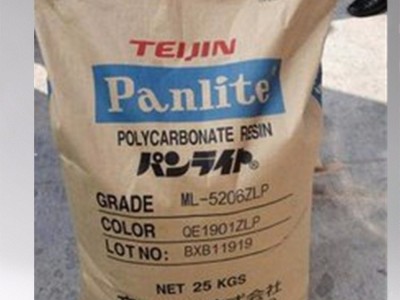 TEIJIN
Panlite®
POLYCARBONATE RESIN
パンライト®
GRADE ML-5206ZLP
COLOR QE1901ZLP
LOT NO: BXB11919
NET 25 KGS